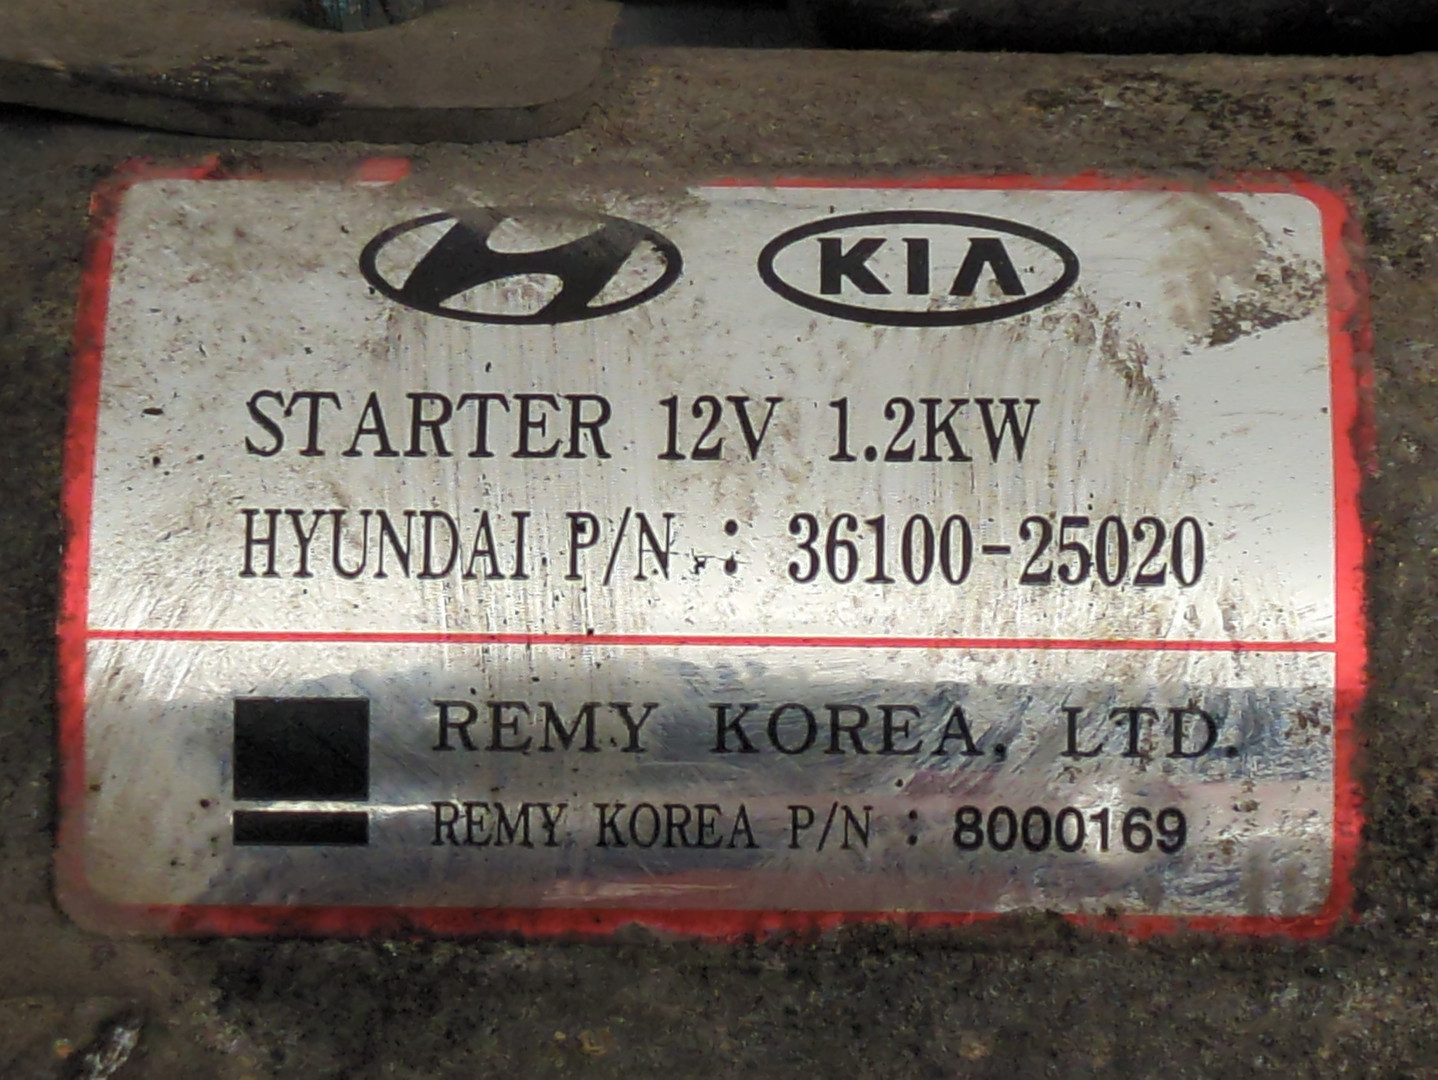 KIA
STARTER 12V 1.2KW
HYUNDAI P/N : 36100-25020
REMY KOREA, LTD.
REMY KOREA P/N : 8000169